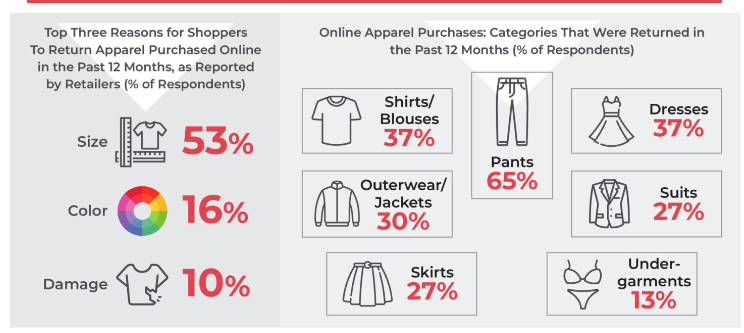 Top Three Reasons for Shoppers
To Return Apparel Purchased Online
in the Past 12 Months, as Reported
by Retailers (% of Respondents)
Size
53%
Color
16%
Damage
10%
Online Apparel Purchases: Categories That Were Returned in
the Past 12 Months (% of Respondents)
Shirts/
Blouses
37%
Pants
65%
Dresses
37%
Outerwear/
Jackets
30%
Suits
27%
Skirts
27%
Under-
garments
13%